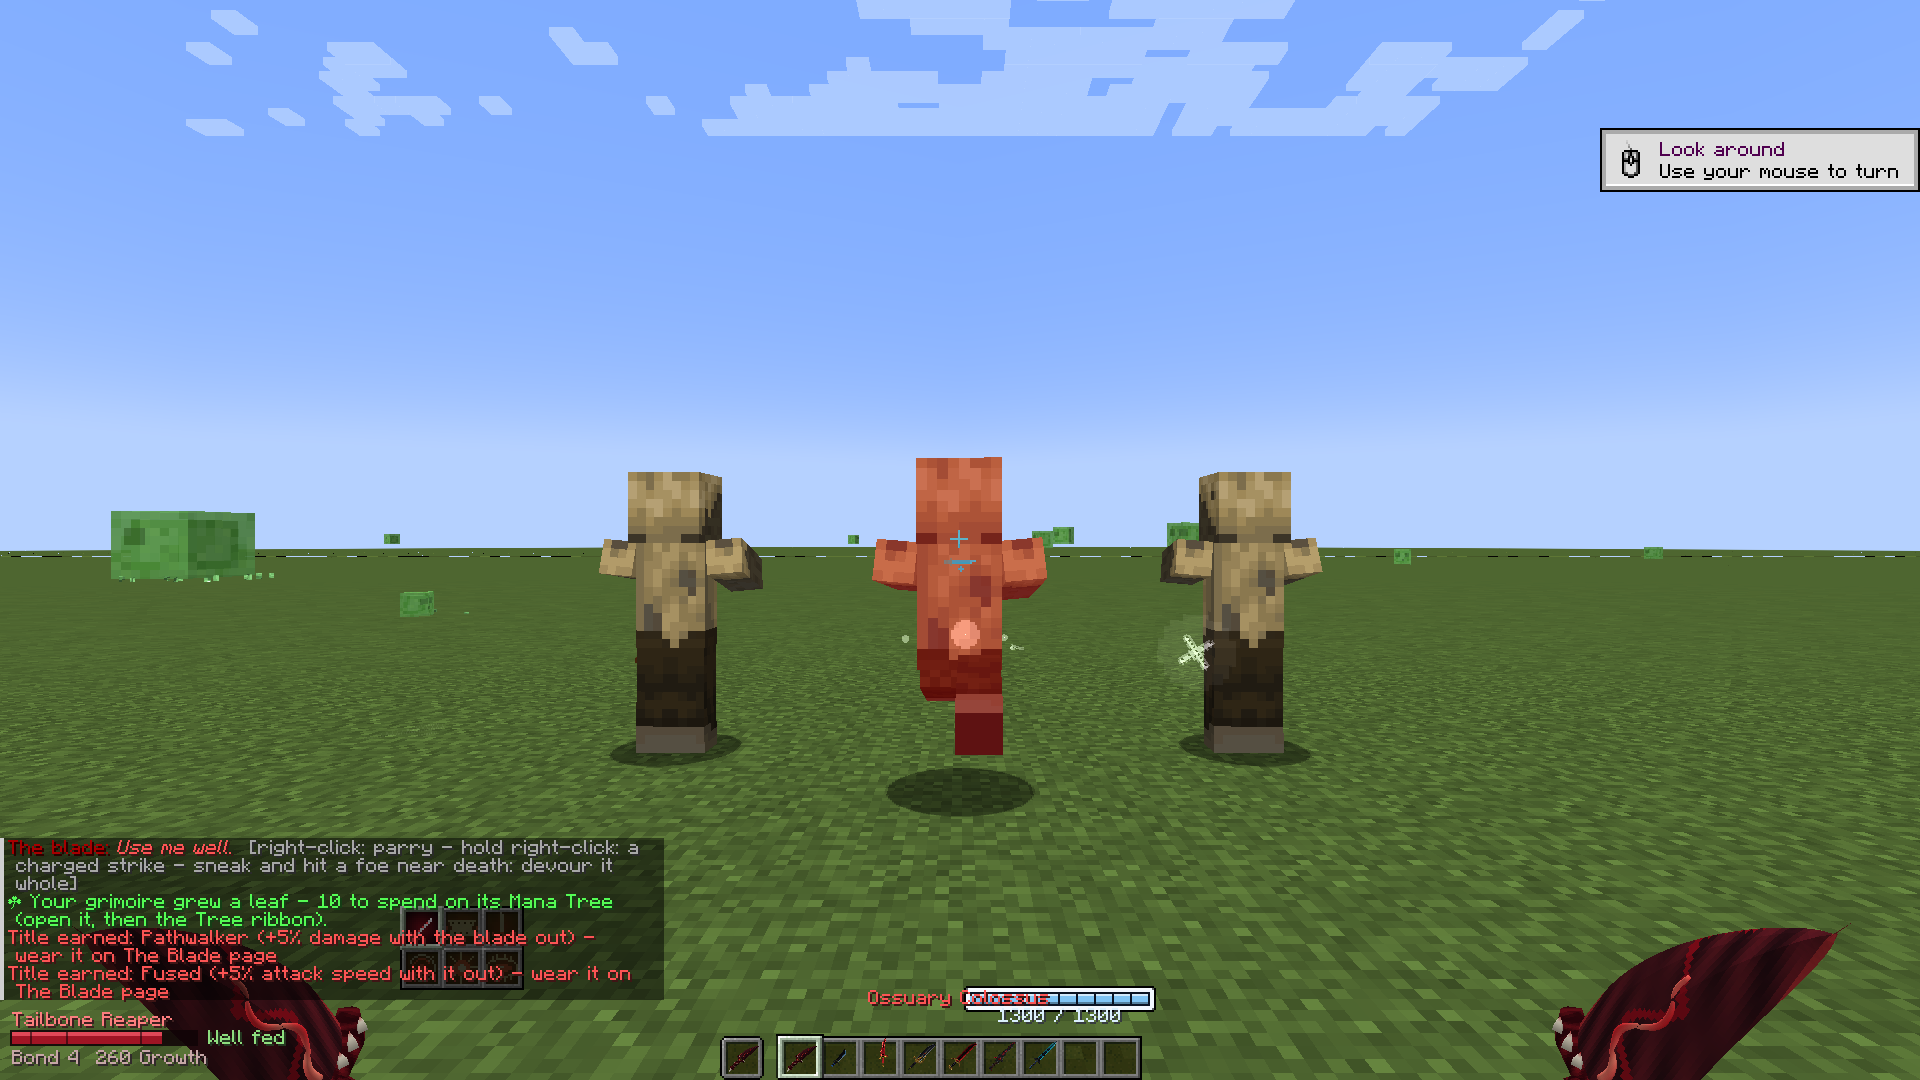 Look around
Use your mouse to turn
The blade: Use me well. [right-click: parry - hold right-click: a
charged strike - sneak and hit a foe near death: devour it
whole]
☘ Your grimoire grew a leaf - 10 to spend on its Mana Tree
(open it, then the Tree ribbon).
Title earned: Pathwalker (+5% damage with the blade out) -
wear it on The Blade page
Title earned: Fused (+5% attack speed with it out) - wear it on
The Blade page
Tailbone Reaper
Well fed
Bond 4 260 Growth
Ossuary Colossus
1300 / 1300